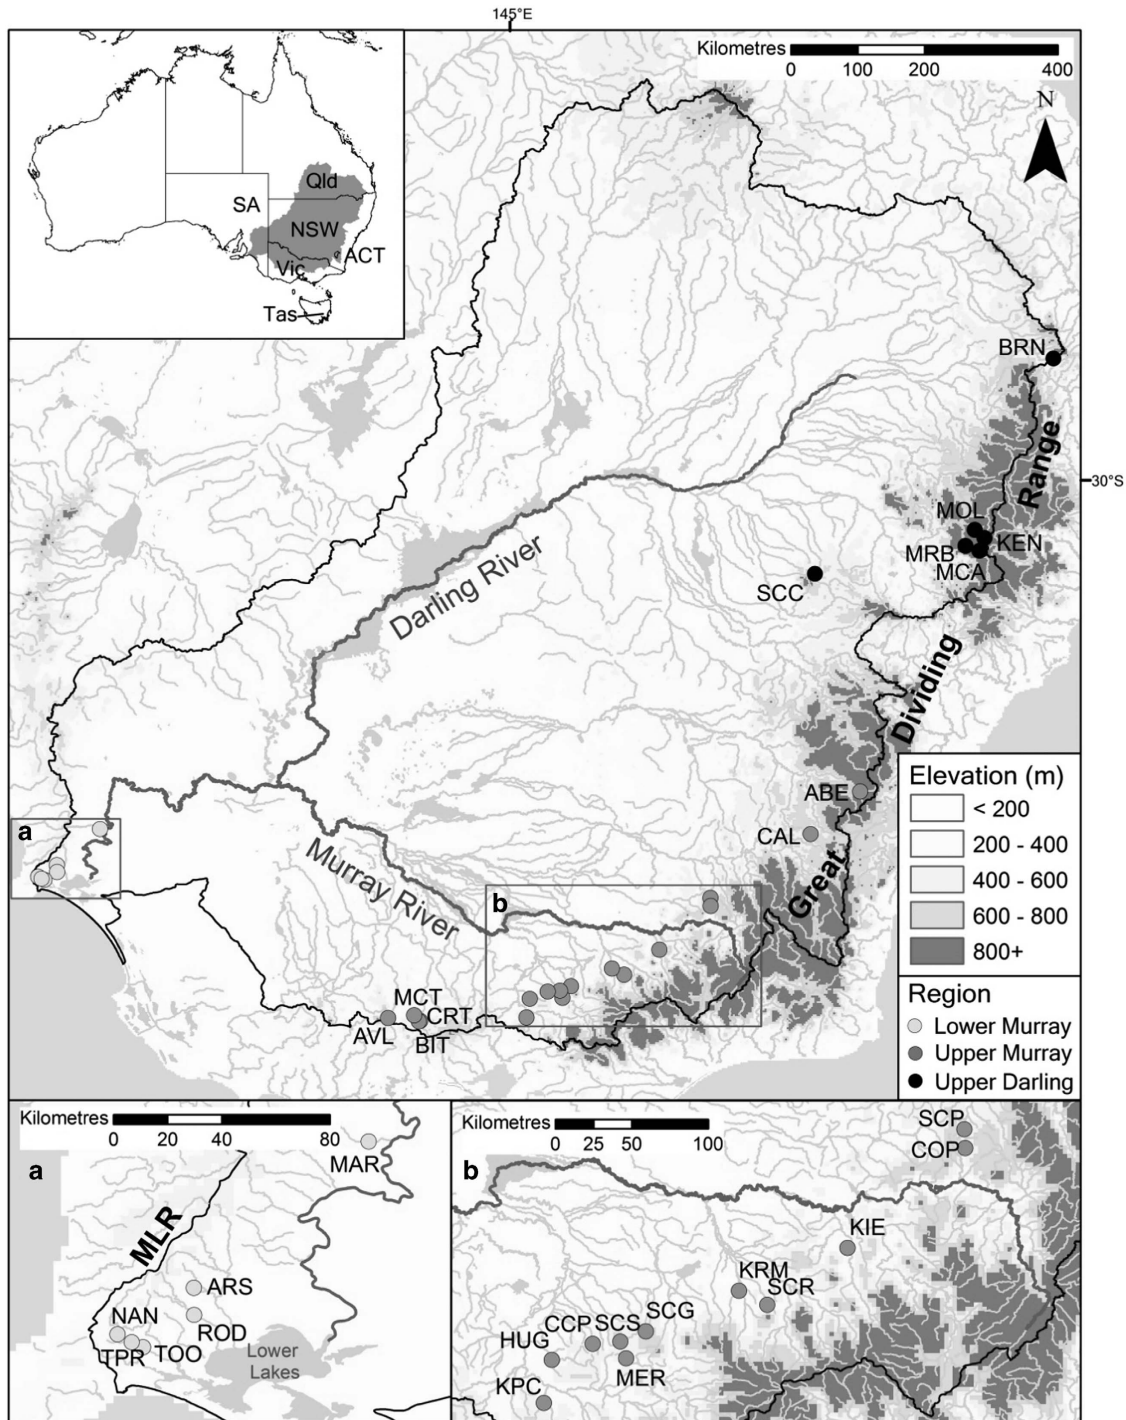 145°E
Kilometres
0 100 200 400
N
Qld
SA
NSW
ACT
Vic
Tas
BRN
Range
30°S
MOL
KEN
MRB
MCA
SCC
Darling River
Dividing
ABE
CAL
Great
a
Murray River
b
MCT
CRT
AVL
BIT
Elevation (m)
< 200
200 - 400
400 - 600
600 - 800
800+
Region
Lower Murray
Upper Murray
Upper Darling
Kilometres
0 20 40 80
a
MAR
MLR
ARS
NAN
ROD
TPR
TOO
Lower
Lakes
Kilometres
0 25 50 100
b
SCP
COP
KIE
KRM
SCR
SCG
CCP
SCS
HUG
MER
KPC